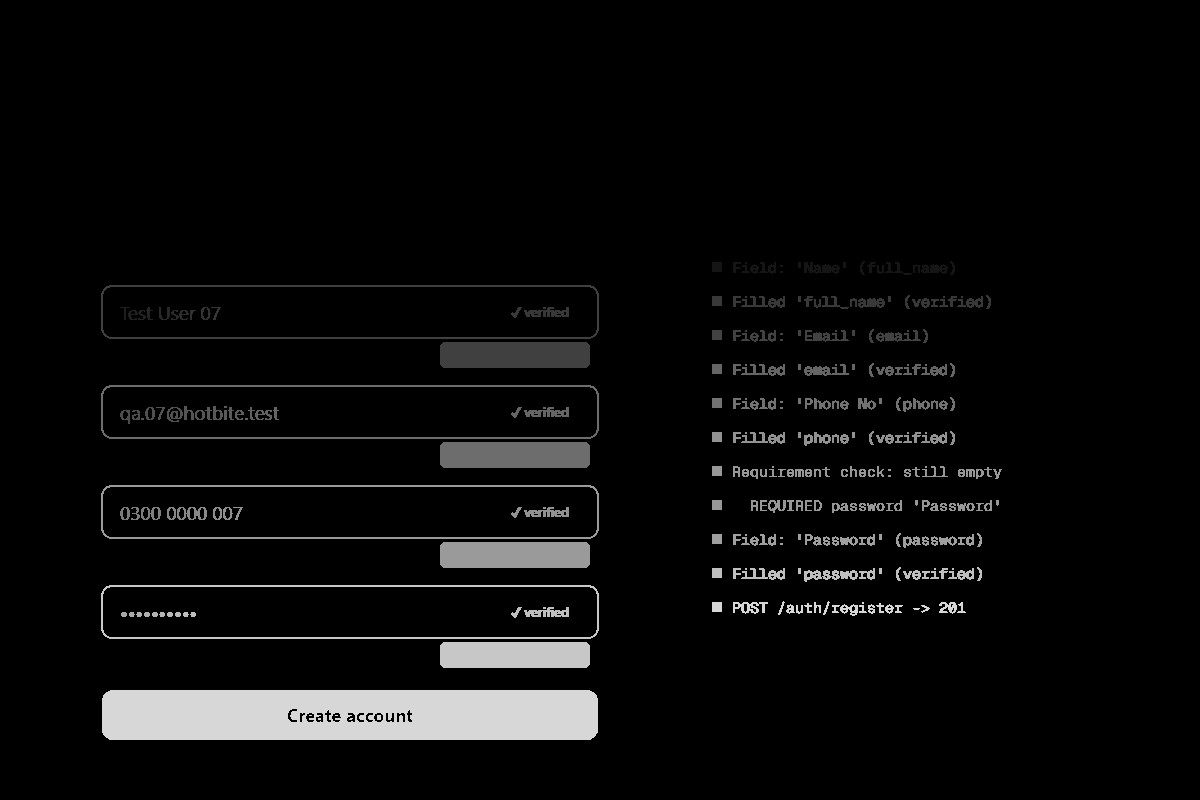 Test User 07 ✓ verified
qa.07@hotbite.test ✓ verified
0300 0000 007 ✓ verified
•••••••••• ✓ verified
Create account
Field: 'Name' (full_name)
Filled 'full_name' (verified)
Field: 'Email' (email)
Filled 'email' (verified)
Field: 'Phone No' (phone)
Filled 'phone' (verified)
Requirement check: still empty
REQUIRED password 'Password'
Field: 'Password' (password)
Filled 'password' (verified)
POST /auth/register -> 201